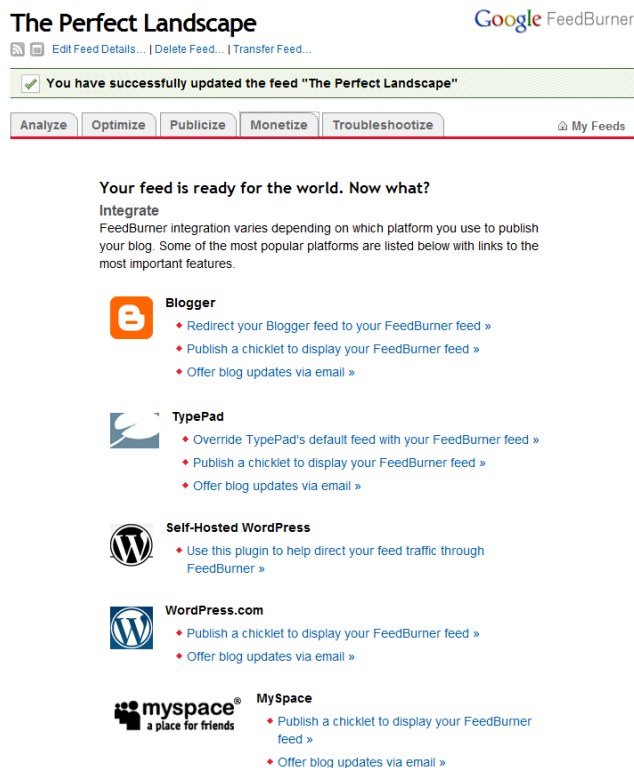 The Perfect Landscape
Google FeedBurner
Edit Feed Details... | Delete Feed... | Transfer Feed...
You have successfully updated the feed "The Perfect Landscape"
Analyze Optimize Publicize Monetize Troubleshootize My Feeds
Your feed is ready for the world. Now what?
Integrate
FeedBurner integration varies depending on which platform you use to publish
your blog. Some of the most popular platforms are listed below with links to the
most important features.
Blogger
Redirect your Blogger feed to your FeedBurner feed »
Publish a chicklet to display your FeedBurner feed »
Offer blog updates via email »
TypePad
Override TypePad's default feed with your FeedBurner feed »
Publish a chicklet to display your FeedBurner feed »
Offer blog updates via email »
Self-Hosted WordPress
Use this plugin to help direct your feed traffic through
FeedBurner »
WordPress.com
Publish a chicklet to display your FeedBurner feed »
Offer blog updates via email »
myspace®
a place for friends
MySpace
Publish a chicklet to display your FeedBurner
feed »
Offer blog updates via email »